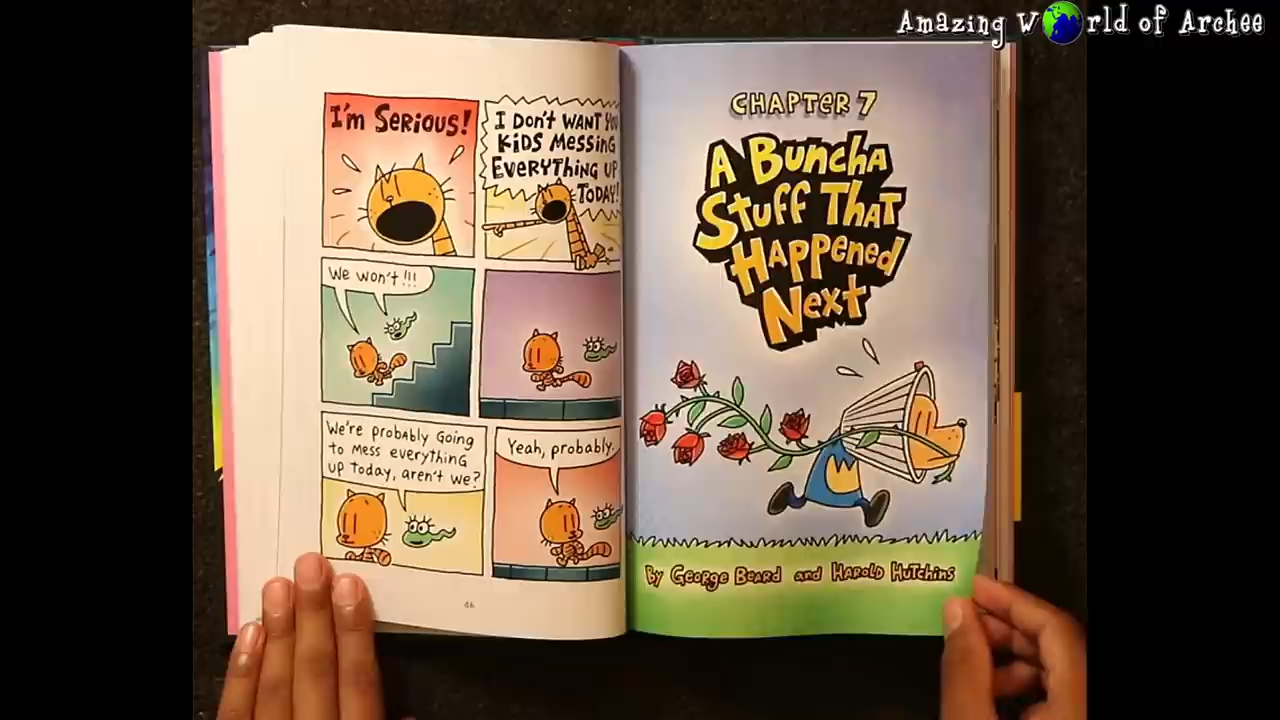 Amazing World of Archee
I'm Serious!
I Don't WANT YOU
KiDS Messing
EVERYTHiNG UP
TODAY!
We won't!!!
We're probably Going
to Mess everything
up Today, aren't we?
Yeah, probably.
66
CHAPTER 7
A Buncha
Stuff That
Happened
Next
By George Beard and Harold Hutchins